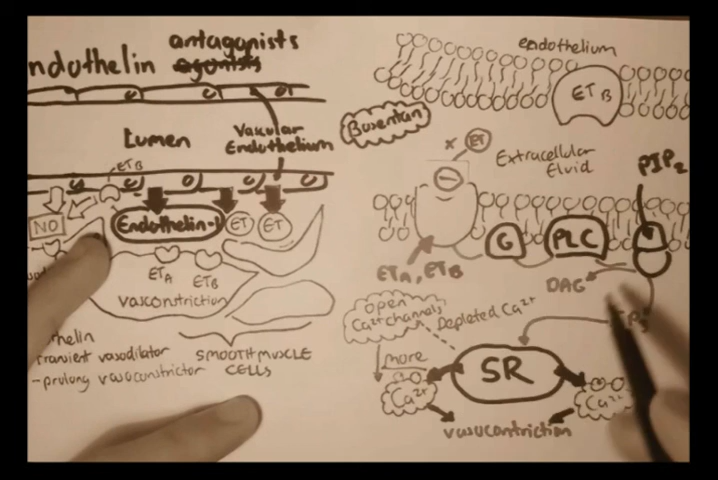 ndothelin antagonists
agonists
Lumen
Vascular
Endothelium
ETB
NO
Endothelin-1
ET
ET
ETA
ETB
vasconstriction
thelin
transient vasodilator
-prolong vasoconstrictor
SMOOTH MUSCLE
CELLS
endothelium
ETB
Bosentan
x
ET
Extracellular
fluid
PIP2
G
PLC
ETA, ETB
DAG
open
Ca2+ channels
Depleted Ca2+
IP3
more
SR
Ca2+
Ca2+
vasucontriction